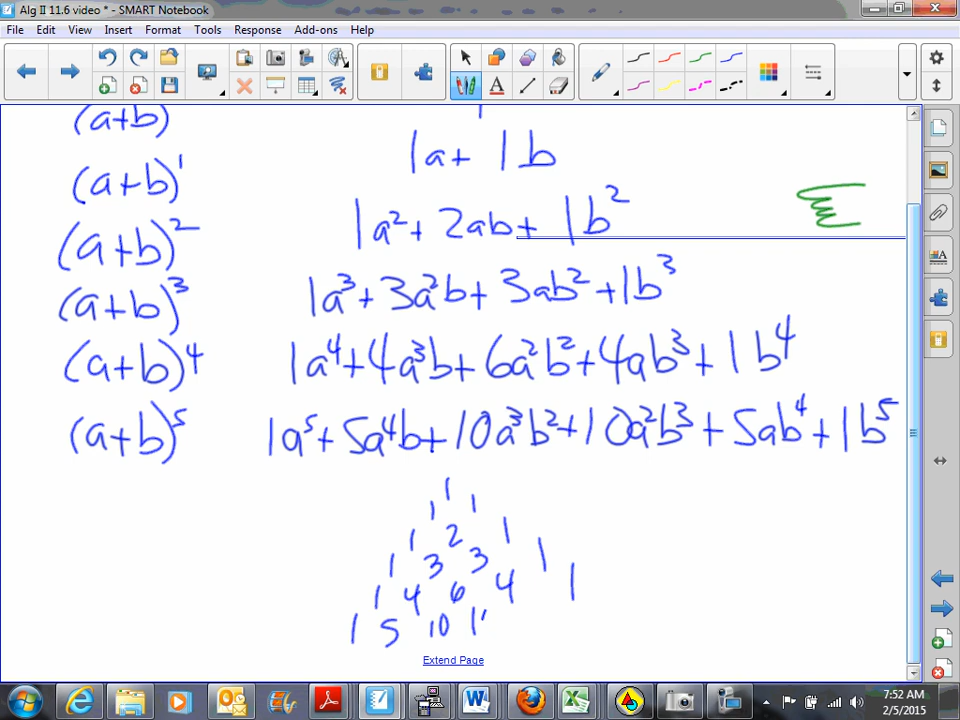 Alg II 11.6 video * - SMART Notebook
File Edit View Insert Format Tools Response Add-ons Help
(a+b)
1
1a+ 1b
(a+b)¹
1a²+ 2ab+ 1b²
(a+b)²
1a³+3a²b+ 3ab²+1b³
(a+b)³
1a⁴+4a³b+ 6a²b²+4ab³+1b⁴
(a+b)⁴
1a⁵+5a⁴b+10a³b²+10a²b³+5ab⁴+1b⁵
(a+b)⁵
1
1 1
1 2 1
1 3 3 1
1 4 6 4 1
1 5 10 1
Extend Page
7:52 AM
2/5/2015